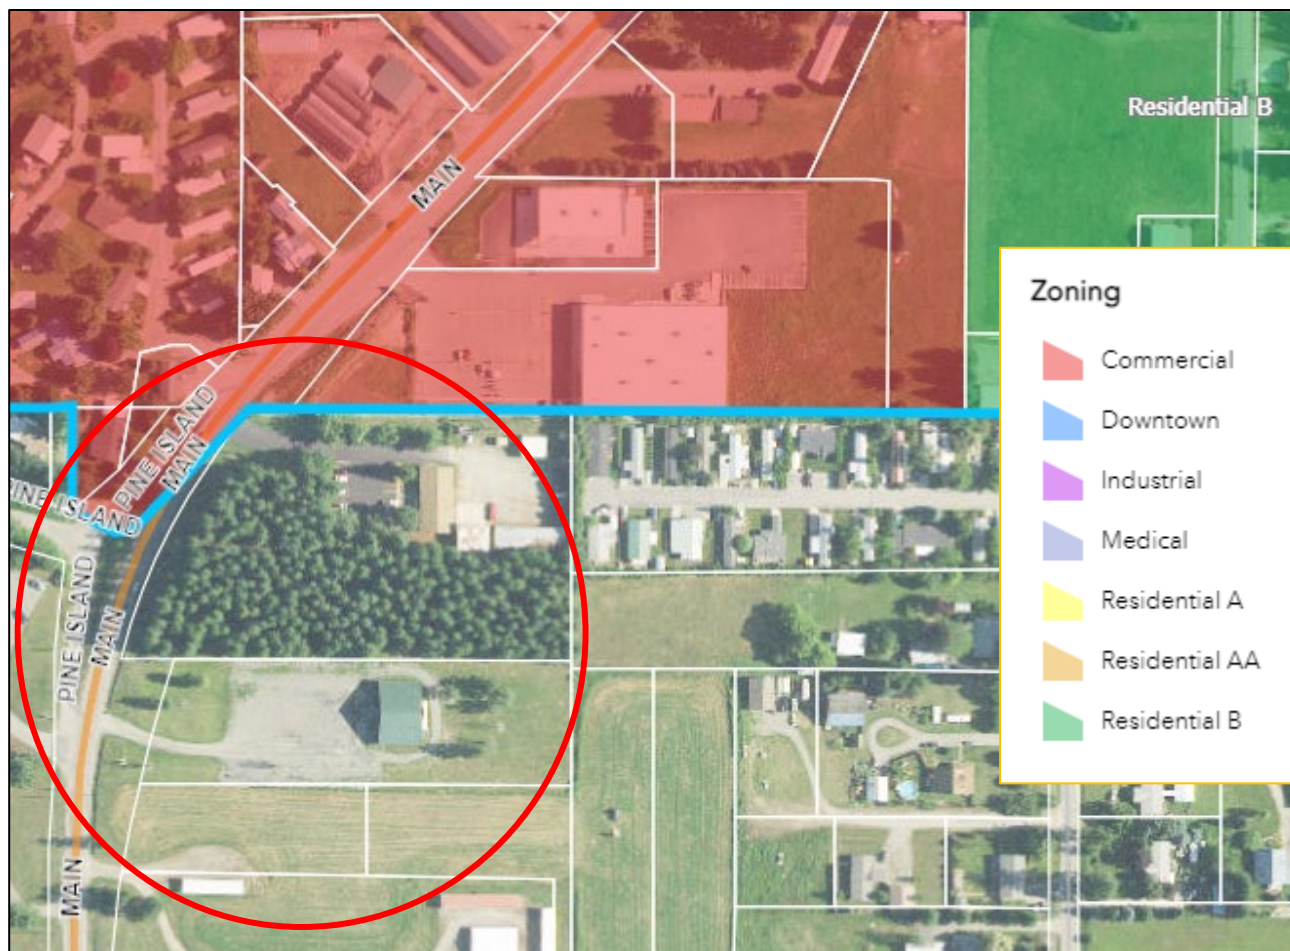 Residential B
MAIN
Zoning
Commercial
Downtown
Industrial
Medical
Residential A
Residential AA
Residential B
PINE ISLAND
MAIN
PINE ISLAND
PINE ISLAND
MAIN
MAIN